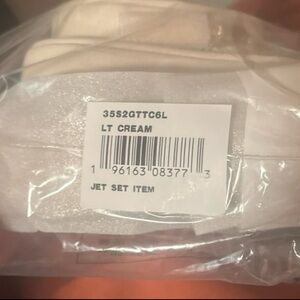 35S2GTTC6L
LT CREAM
1 96163 08377 3
JET SET ITEM